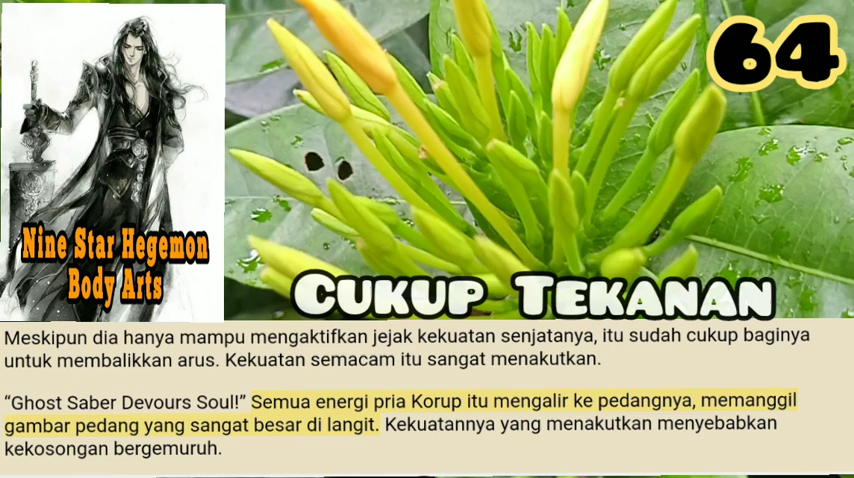 64
Nine Star Hegemon
Body Arts
CUKUP TEKANAN
Meskipun dia hanya mampu mengaktifkan jejak kekuatan senjatanya, itu sudah cukup baginya
untuk membalikkan arus. Kekuatan semacam itu sangat menakutkan.
“Ghost Saber Devours Soul!” Semua energi pria Korup itu mengalir ke pedangnya, memanggil
gambar pedang yang sangat besar di langit. Kekuatannya yang menakutkan menyebabkan
kekosongan bergemuruh.